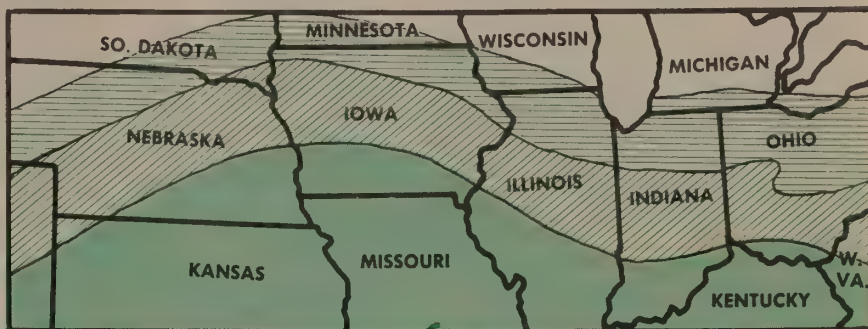 SO. DAKOTA
MINNESOTA
WISCONSIN
MICHIGAN
NEBRASKA
IOWA
ILLINOIS
INDIANA
OHIO
KANSAS
MISSOURI
KENTUCKY
W.
VA.